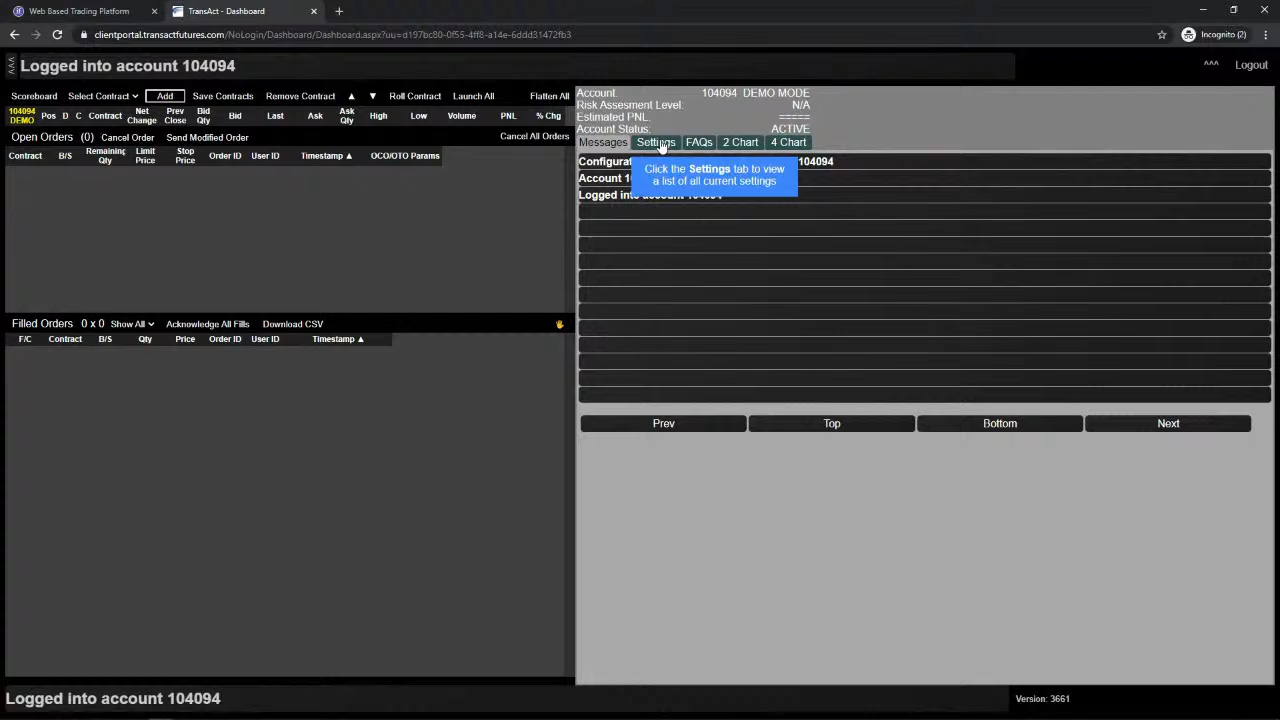 Web Based Trading Platform
TransAct - Dashboard
clientportal.transactfutures.com/NoLogin/Dashboard/Dashboard.aspx?uu=d197bc80-0f55-4ff8-a14e-6ddd31472fb3
Incognito (2)
Logged into account 104094
^^^
Logout
Scoreboard Select Contract Add Save Contracts Remove Contract ▲ ▼ Roll Contract Launch All Flatten All
104094 DEMO Pos D C Contract Net Change Prev Close Bid Qty Bid Last Ask Ask Qty High Low Volume PNL % Chg
Open Orders (0) Cancel Order Send Modified Order Cancel All Orders
Contract B/S Remaining Qty Limit Price Stop Price Order ID User ID Timestamp ▲ OCO/OTO Params
Filled Orders 0 x 0 Show All Acknowledge All Fills Download CSV
F/C Contract B/S Qty Price Order ID User ID Timestamp ▲
Account: 104094 DEMO MODE
Risk Assesment Level: N/A
Estimated PNL: =====
Account Status: ACTIVE
Messages Settings FAQs 2 Chart 4 Chart
Click the Settings tab to view
a list of all current settings
Configurat 104094
Account 1
Logged into account 104094
Prev Top Bottom Next
Logged into account 104094
Version: 3661